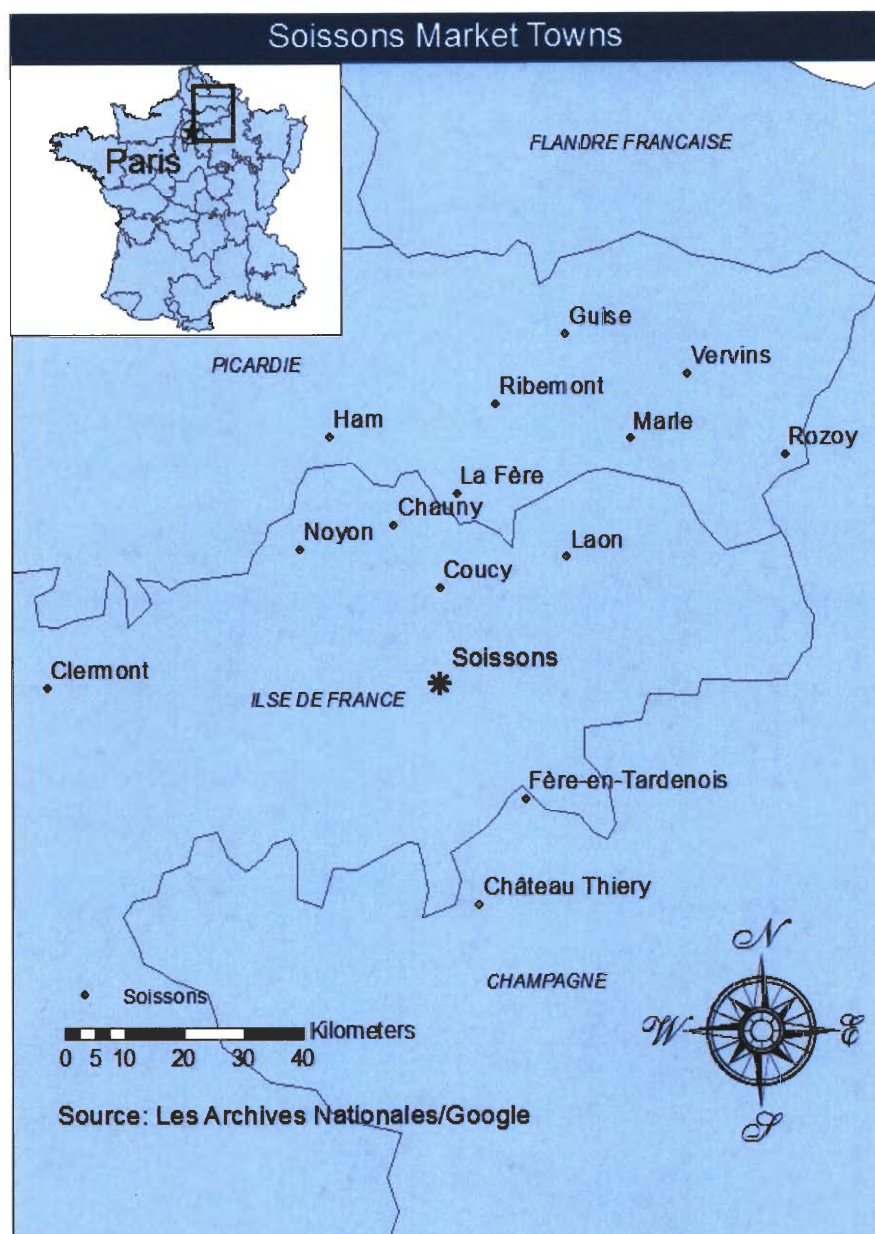 Soissons Market Towns
Paris
FLANDRE FRANCAISE
Guise
PICARDIE
Vervins
Ribemont
Ham
Marle
Rozoy
La Fère
Chauny
Noyon
Laon
Coucy
Soissons
Clermont
ILSE DE FRANCE
Fère-en-Tardenois
Château Thiery
N
CHAMPAGNE
Soissons
W
E
Kilometers
0 5 10 20 30 40
S
Source: Les Archives Nationales/Google